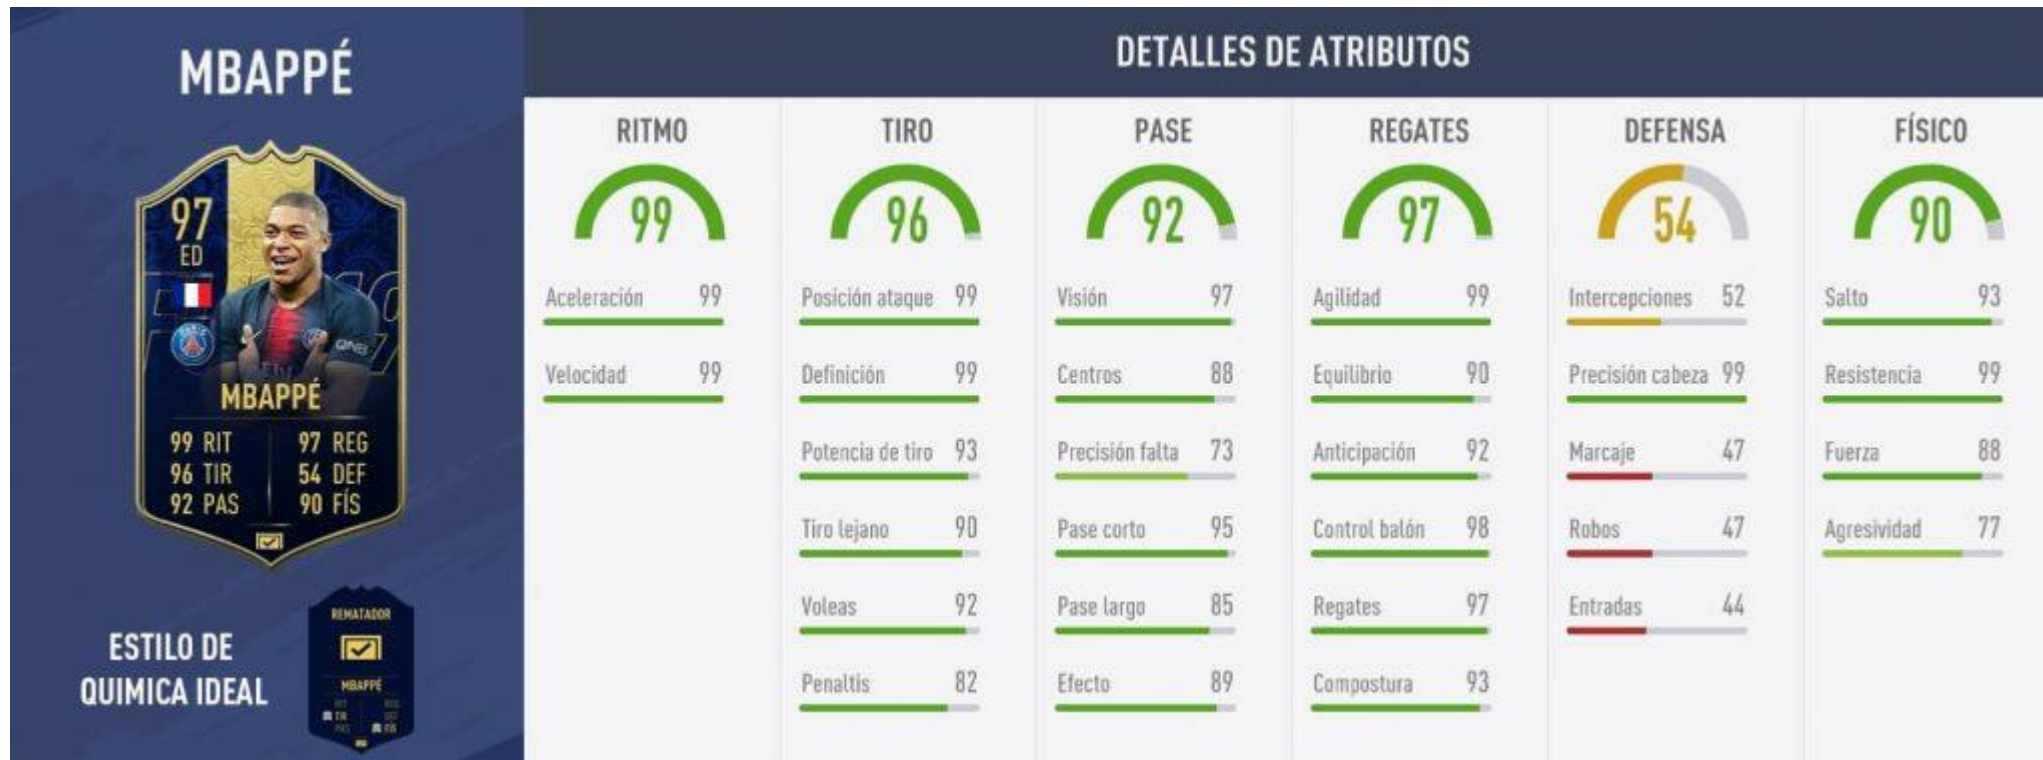 MBAPPÉ
97
ED
MBAPPÉ
99 RIT 97 REG
96 TIR 54 DEF
92 PAS 90 FÍS
ESTILO DE
QUIMICA IDEAL
REMATADOR
MBAPPÉ
DETALLES DE ATRIBUTOS
RITMO
99
Aceleración 99
Velocidad 99
TIRO
96
Posición ataque 99
Definición 99
Potencia de tiro 93
Tiro lejano 90
Voleas 92
Penaltis 82
PASE
92
Visión 97
Centros 88
Precisión falta 73
Pase corto 95
Pase largo 85
Efecto 89
REGATES
97
Agilidad 99
Equilibrio 90
Anticipación 92
Control balón 98
Regates 97
Compostura 93
DEFENSA
54
Intercepciones 52
Precisión cabeza 99
Marcaje 47
Robos 47
Entradas 44
FÍSICO
90
Salto 93
Resistencia 99
Fuerza 88
Agresividad 77